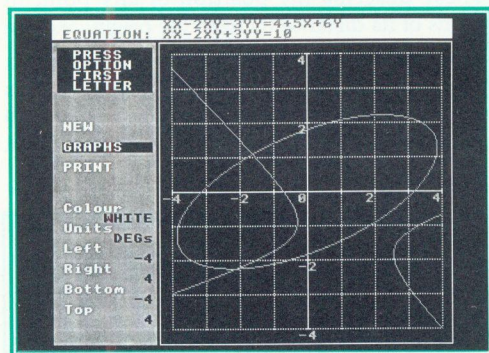 XX-2XY-3YY=4+5X+6Y
EQUATION: XX-2XY+3YY=10
PRESS
OPTION
FIRST
LETTER
NEW
GRAPHS
PRINT
Colour
WHITE
Units
DEGs
Left
-4
Right
4
Bottom
-4
Top
4
4
2
-4 -2 0 2 4
-2
-4